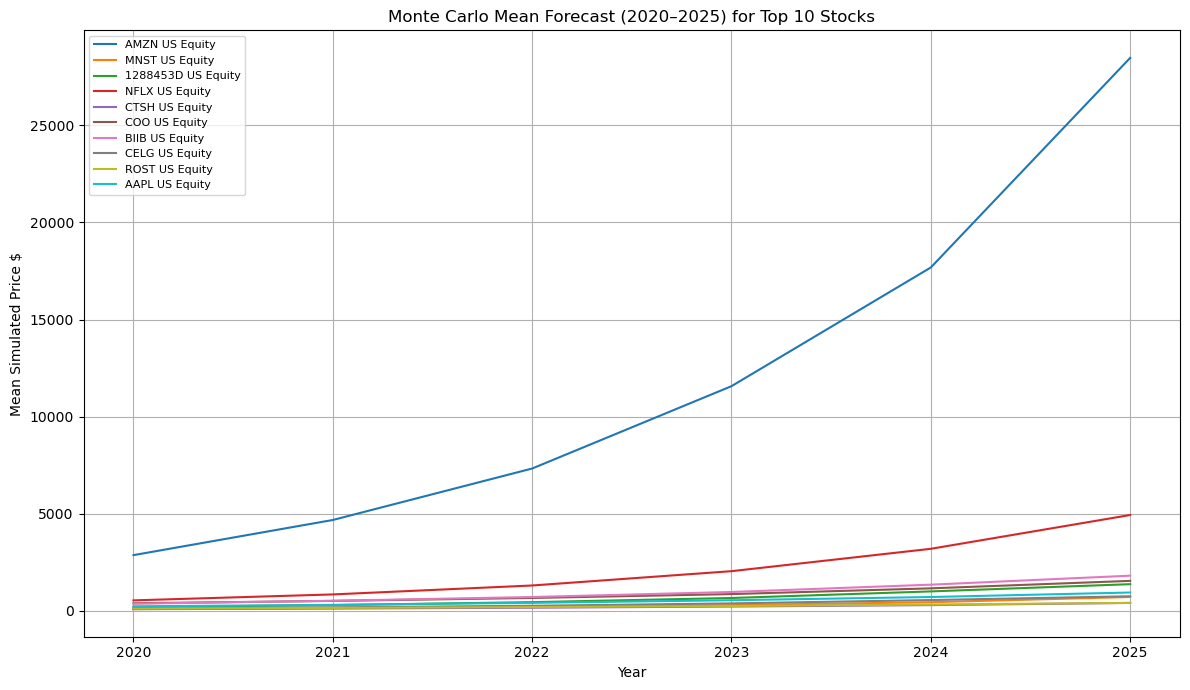 Monte Carlo Mean Forecast (2020–2025) for Top 10 Stocks
AMZN US Equity
MNST US Equity
1288453D US Equity
NFLX US Equity
CTSH US Equity
COO US Equity
BIIB US Equity
CELG US Equity
ROST US Equity
AAPL US Equity
Mean Simulated Price $
25000
20000
15000
10000
5000
0
2020 2021 2022 2023 2024 2025
Year